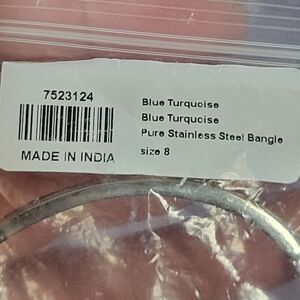 7523124
MADE IN INDIA
Blue Turquoise
Blue Turquoise
Pure Stainless Steel Bangle
size 8